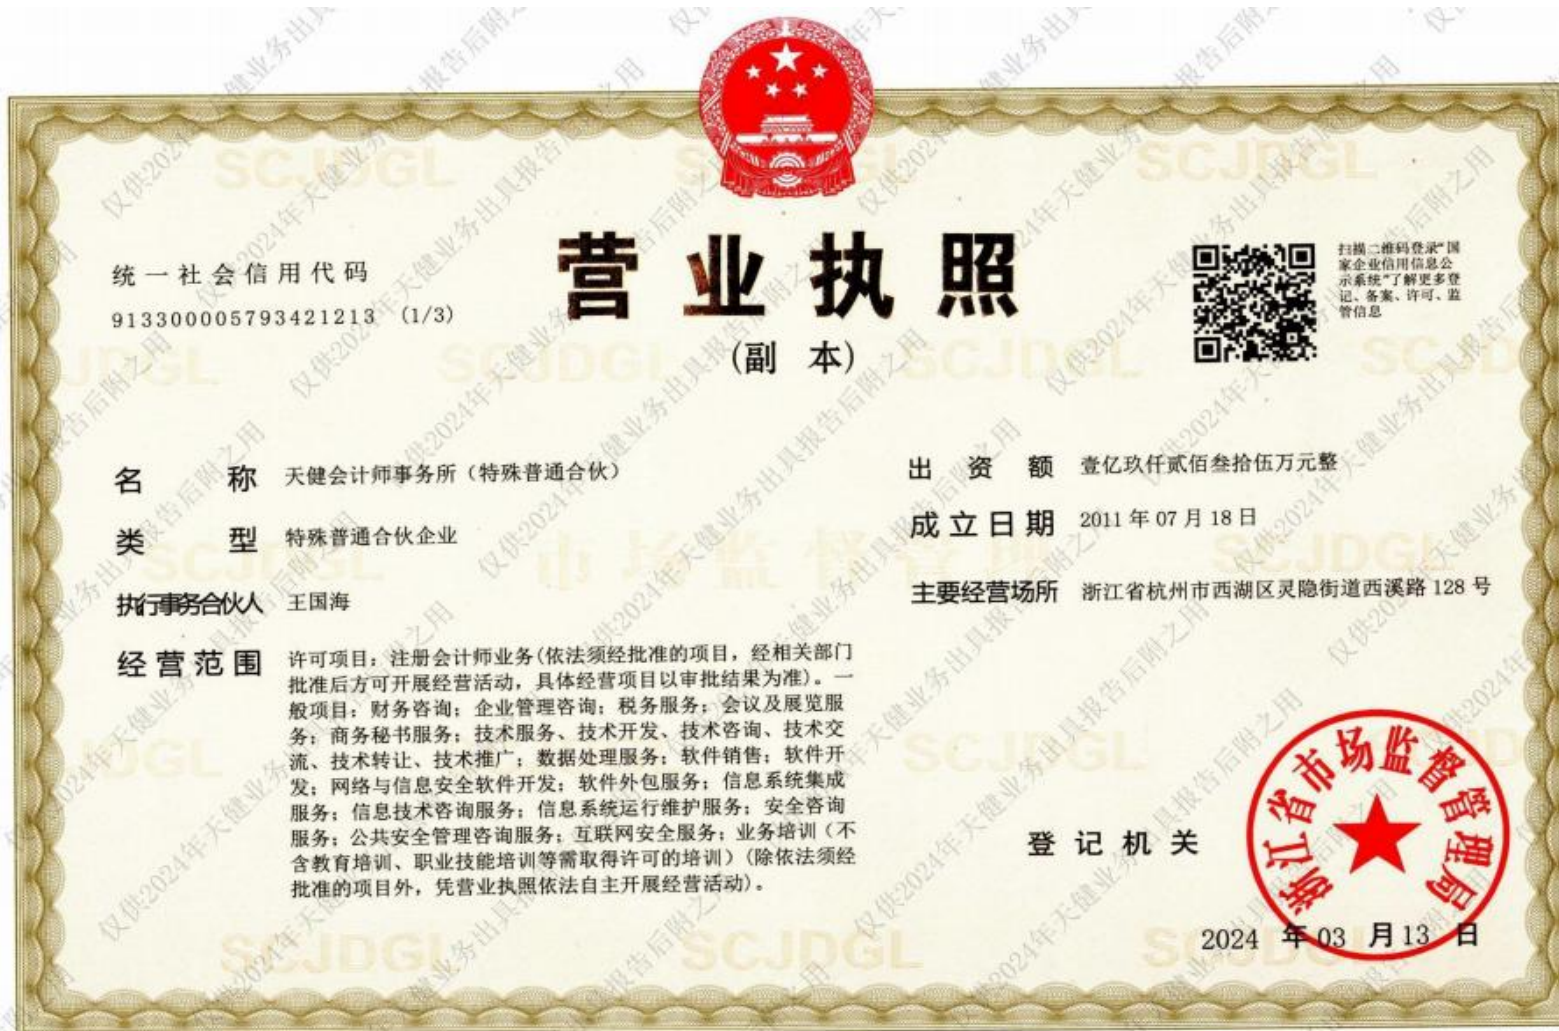 营业执照
(副 本)
统一社会信用代码
913300005793421213 (1/3)
扫描二维码登录“国
家企业信用信息公
示系统”了解更多登
记、备案、许可、监
管信息
名 称 天健会计师事务所（特殊普通合伙）
类 型 特殊普通合伙企业
执行事务合伙人 王国海
经营范围 许可项目：注册会计师业务(依法须经批准的项目，经相关部门
批准后方可开展经营活动，具体经营项目以审批结果为准)。一
般项目：财务咨询；企业管理咨询；税务服务；会议及展览服
务；商务秘书服务；技术服务、技术开发、技术咨询、技术交
流、技术转让、技术推广；数据处理服务；软件销售；软件开
发；网络与信息安全软件开发；软件外包服务；信息系统集成
服务；信息技术咨询服务；信息系统运行维护服务；安全咨询
服务；公共安全管理咨询服务；互联网安全服务；业务培训（不
含教育培训、职业技能培训等需取得许可的培训）(除依法须经
批准的项目外，凭营业执照依法自主开展经营活动)。
出 资 额 壹亿玖仟贰佰叁拾伍万元整
成立日期 2011 年 07 月 18 日
主要经营场所 浙江省杭州市西湖区灵隐街道西溪路 128 号
登记机关
浙江省市场监督管理局
2024 年 03 月 13 日
SCJDGL
市场监督管理
仅供2024年天健业务出具报告后附之用